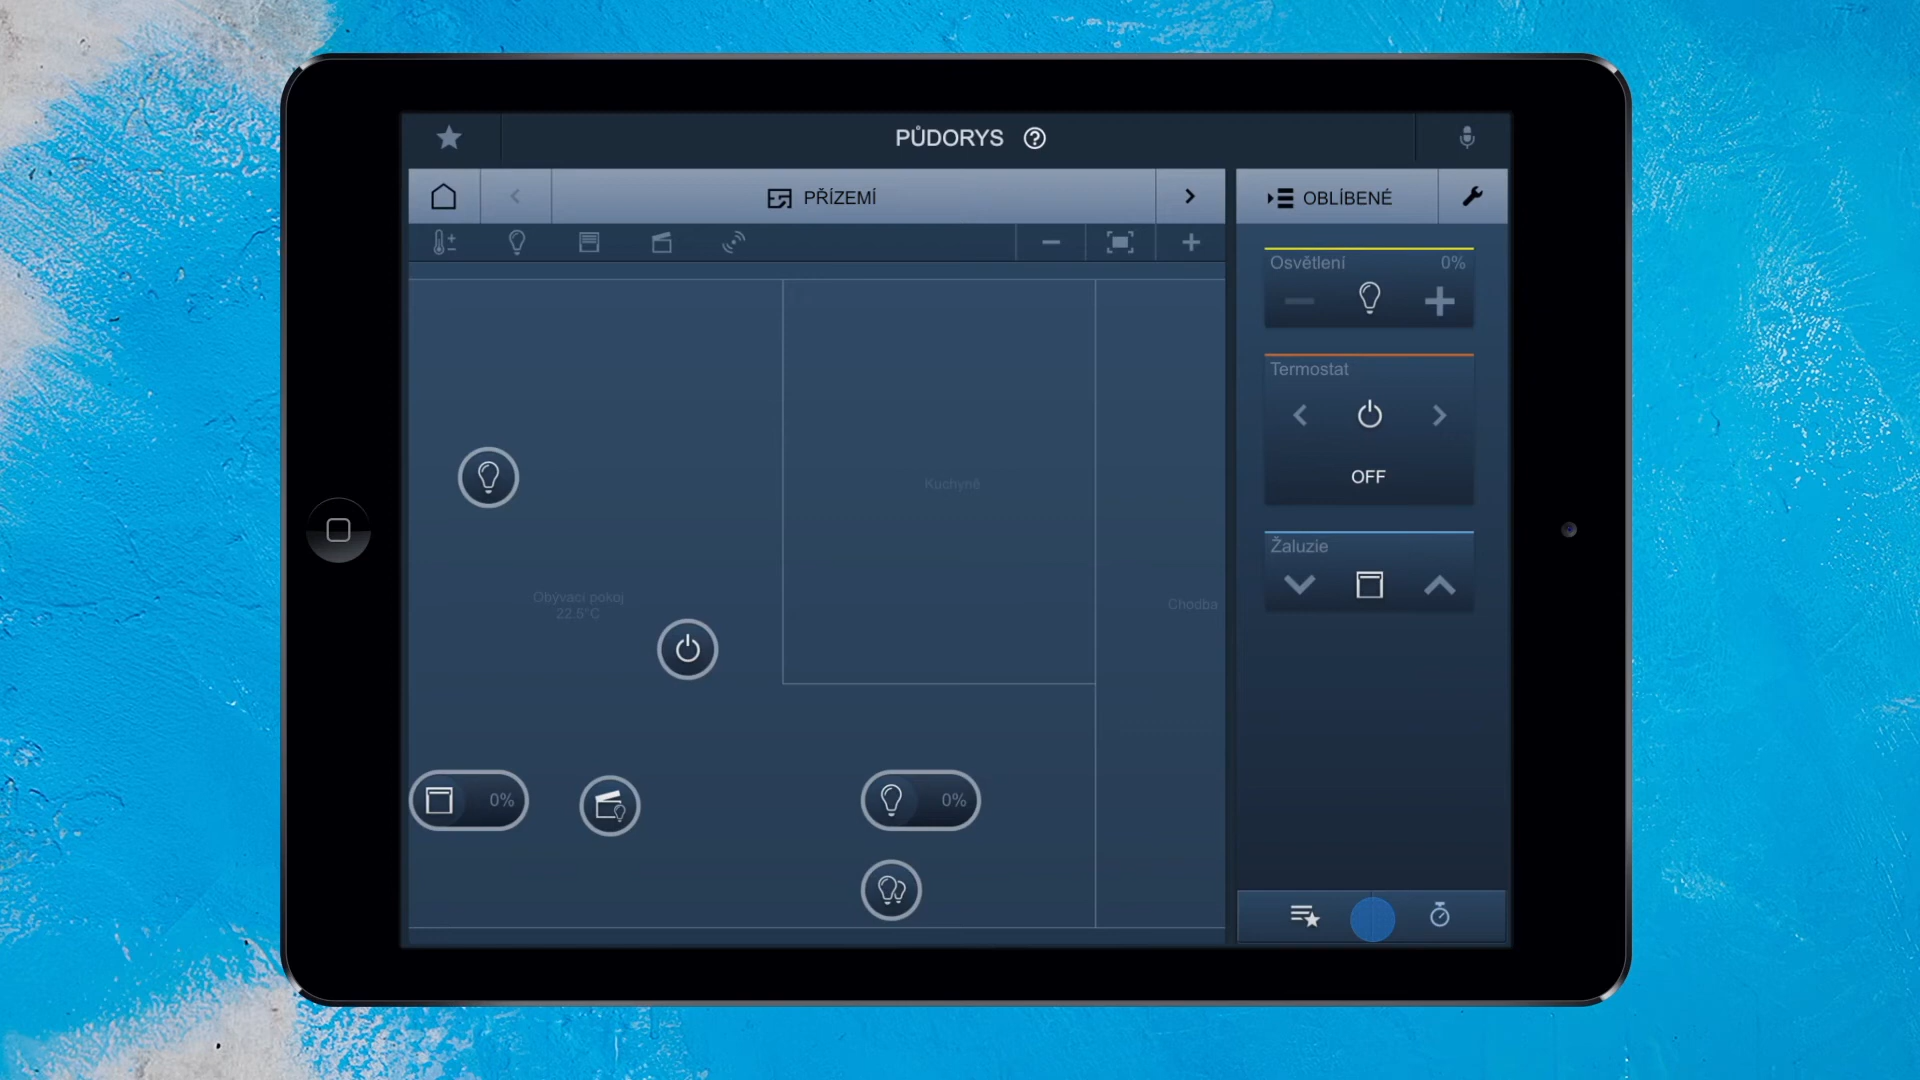 PŮDORYS
PŘÍZEMÍ
OBLÍBENÉ
Osvětlení 0%
Termostat
OFF
Žaluzie
Kuchyně
Obývací pokoj
22.5°C
Chodba
0%
0%